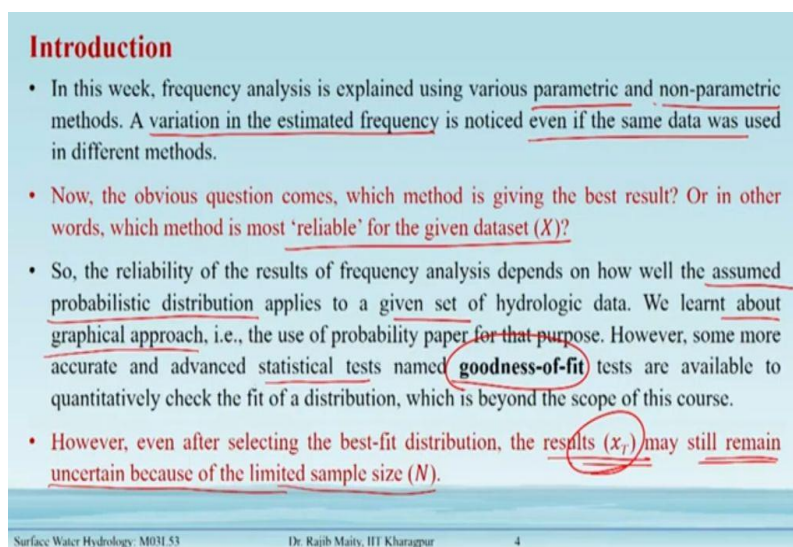 Introduction
• In this week, frequency analysis is explained using various parametric and non-parametric
methods. A variation in the estimated frequency is noticed even if the same data was used
in different methods.
• Now, the obvious question comes, which method is giving the best result? Or in other
words, which method is most ‘reliable’ for the given dataset (X)?
• So, the reliability of the results of frequency analysis depends on how well the assumed
probabilistic distribution applies to a given set of hydrologic data. We learnt about
graphical approach, i.e., the use of probability paper for that purpose. However, some more
accurate and advanced statistical tests named goodness-of-fit tests are available to
quantitatively check the fit of a distribution, which is beyond the scope of this course.
• However, even after selecting the best-fit distribution, the results (x_T) may still remain
uncertain because of the limited sample size (N).
Surface Water Hydrology: M03L53 Dr. Rajib Maity, IIT Kharagpur 4